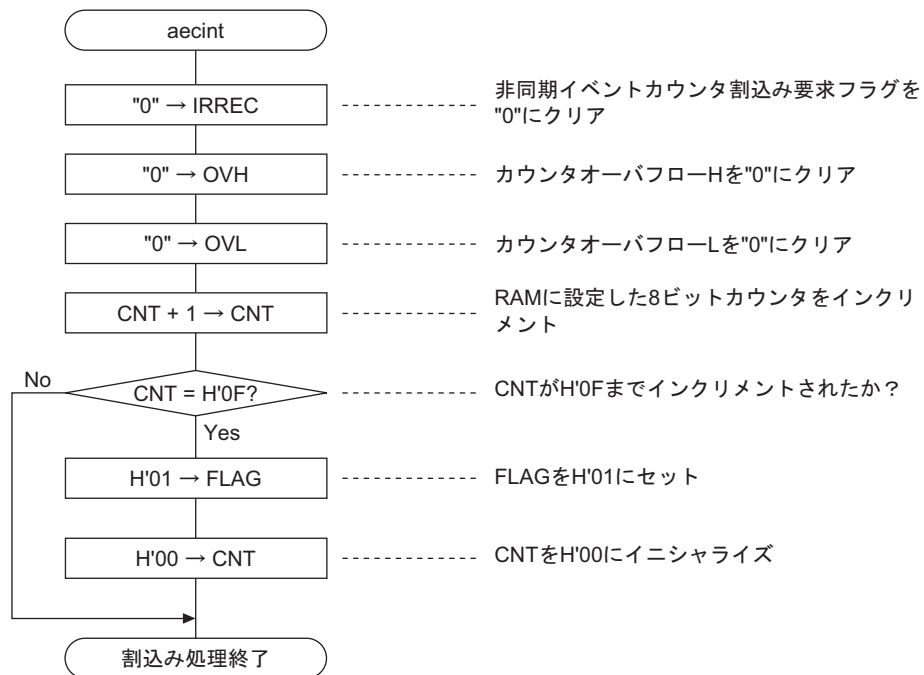 aecint
"0" → IRREC
非同期イベントカウンタ割込み要求フラグを
"0"にクリア
"0" → OVH
カウンタオーバフローHを"0"にクリア
"0" → OVL
カウンタオーバフローLを"0"にクリア
CNT + 1 → CNT
RAMに設定した8ビットカウンタをインクリ
メント
No
CNT = H'0F?
CNTがH'0Fまでインクリメントされたか？
Yes
H'01 → FLAG
FLAGをH'01にセット
H'00 → CNT
CNTをH'00にイニシャライズ
割込み処理終了